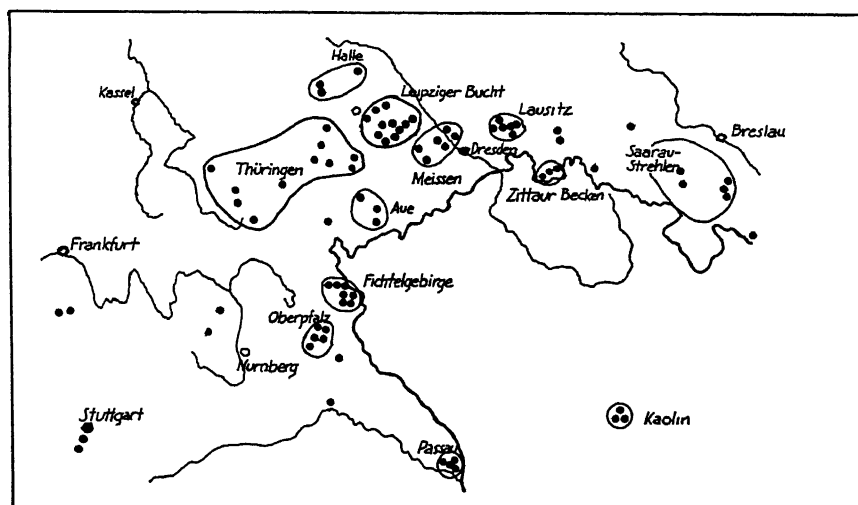 Halle
Kassel
Leipziger Bucht
Lausitz
Breslau
Dresden
Thüringen
Meissen
Saarau-
Strehlen
Zittaur Becken
Aue
Frankfurt
Fichtelgebirge
Oberpfalz
Nürnberg
Stuttgart
Kaolin
Passau